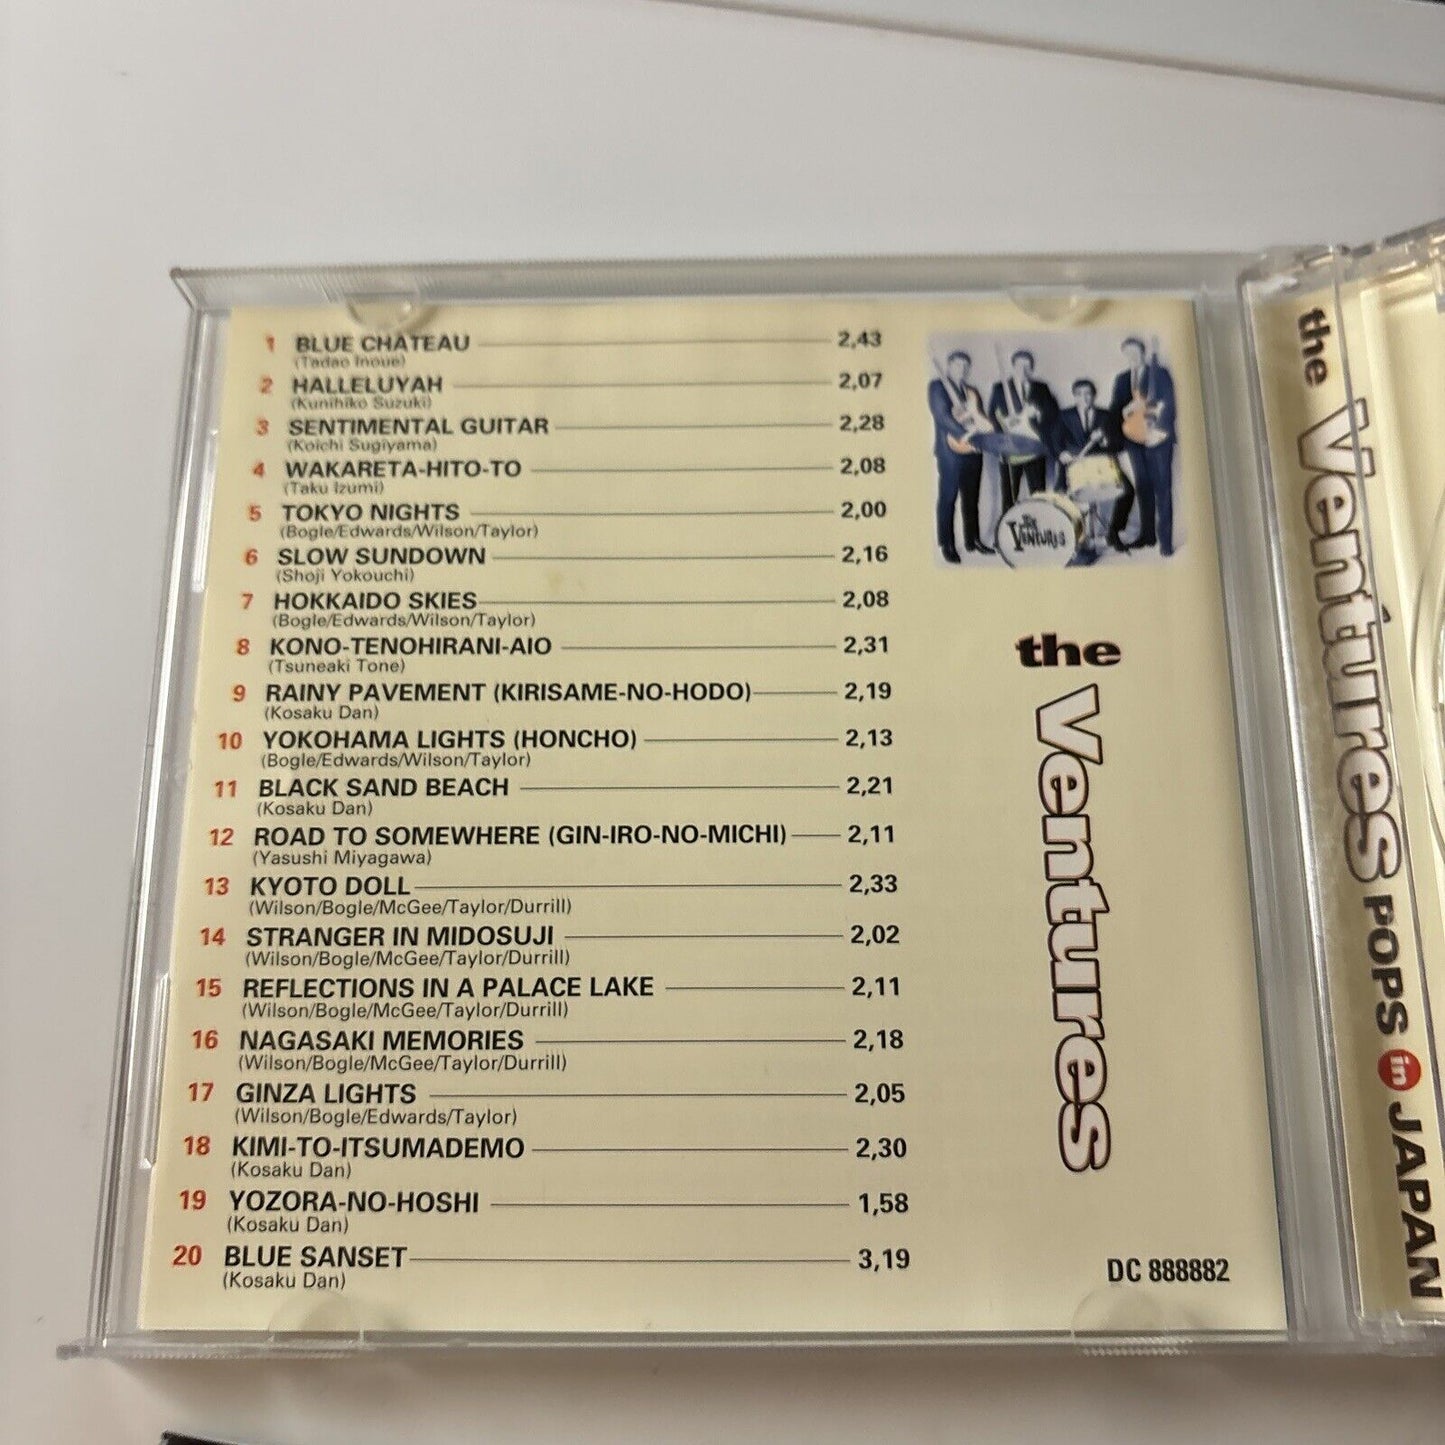 1 BLUE CHATEAU 2,43
(Tadao Inoue)
2 HALLELUYAH 2,07
(Kunihiko Suzuki)
3 SENTIMENTAL GUITAR 2,28
(Koichi Sugiyama)
4 WAKARETA-HITO-TO 2,08
(Taku Izumi)
5 TOKYO NIGHTS 2,00
(Bogle/Edwards/Wilson/Taylor)
6 SLOW SUNDOWN 2,16
(Shoji Yokouchi)
7 HOKKAIDO SKIES 2,08
(Bogle/Edwards/Wilson/Taylor)
8 KONO-TENOHIRANI-AIO 2,31
(Tsuneaki Tone)
9 RAINY PAVEMENT (KIRISAME-NO-HODO) 2,19
(Kosaku Dan)
10 YOKOHAMA LIGHTS (HONCHO) 2,13
(Bogle/Edwards/Wilson/Taylor)
11 BLACK SAND BEACH 2,21
(Kosaku Dan)
12 ROAD TO SOMEWHERE (GIN-IRO-NO-MICHI) 2,11
(Yasushi Miyagawa)
13 KYOTO DOLL 2,33
(Wilson/Bogle/McGee/Taylor/Durrill)
14 STRANGER IN MIDOSUJI 2,02
(Wilson/Bogle/McGee/Taylor/Durrill)
15 REFLECTIONS IN A PALACE LAKE 2,11
(Wilson/Bogle/McGee/Taylor/Durrill)
16 NAGASAKI MEMORIES 2,18
(Wilson/Bogle/McGee/Taylor/Durrill)
17 GINZA LIGHTS 2,05
(Wilson/Bogle/Edwards/Taylor)
18 KIMI-TO-ITSUMADEMO 2,30
(Kosaku Dan)
19 YOZORA-NO-HOSHI 1,58
(Kosaku Dan)
20 BLUE SANSET 3,19
(Kosaku Dan)
THE
VENTURES
the
Ventures
DC 888882
the Ventures POPS in JAPAN